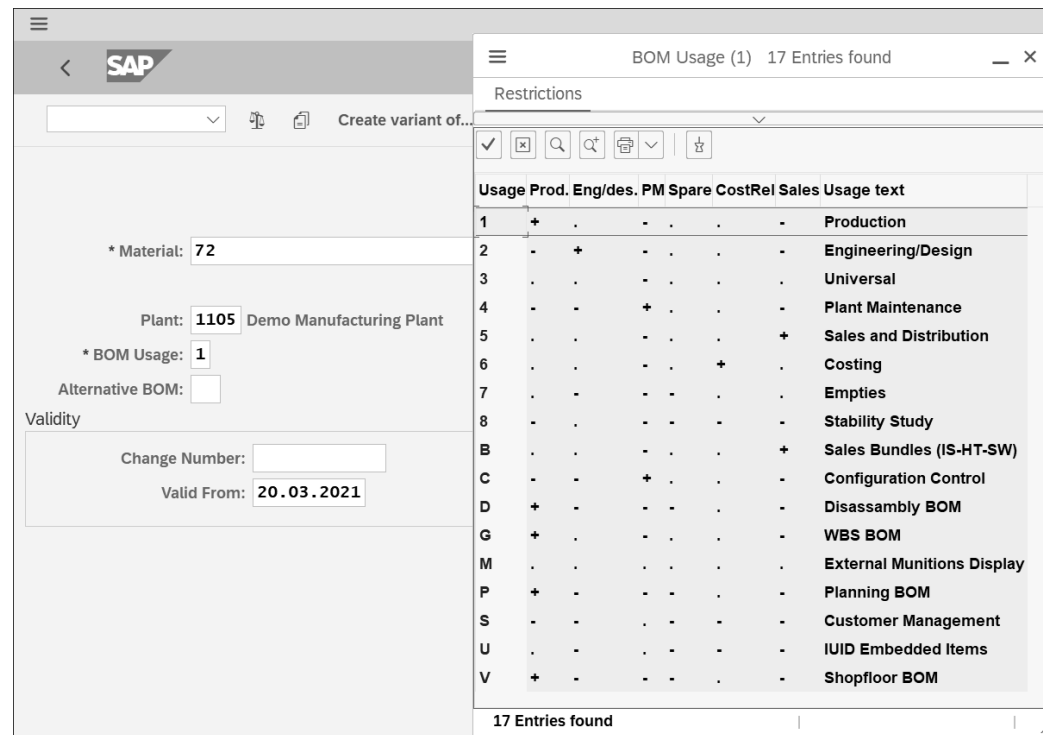 SAP
Create variant of...
* Material: 72
Plant: 1105 Demo Manufacturing Plant
* BOM Usage: 1
Alternative BOM:
Validity
Change Number:
Valid From: 20.03.2021
BOM Usage (1) 17 Entries found
Restrictions
Usage Prod. Eng/des. PM Spare CostRel Sales Usage text
1 + . - . . - Production
2 - + - . . - Engineering/Design
3 . . - . . . Universal
4 - - + . . - Plant Maintenance
5 . . - . . + Sales and Distribution
6 . . - . + . Costing
7 . - - - . . Empties
8 - . - - - - Stability Study
B . . - . . + Sales Bundles (IS-HT-SW)
C - - + . . - Configuration Control
D + - - - . - Disassambly BOM
G + . - . . - WBS BOM
M . . . . . . External Munitions Display
P + - - - . - Planning BOM
S - - . - - - Customer Management
U . - . - - - IUID Embedded Items
V + - - - . - Shopfloor BOM
17 Entries found